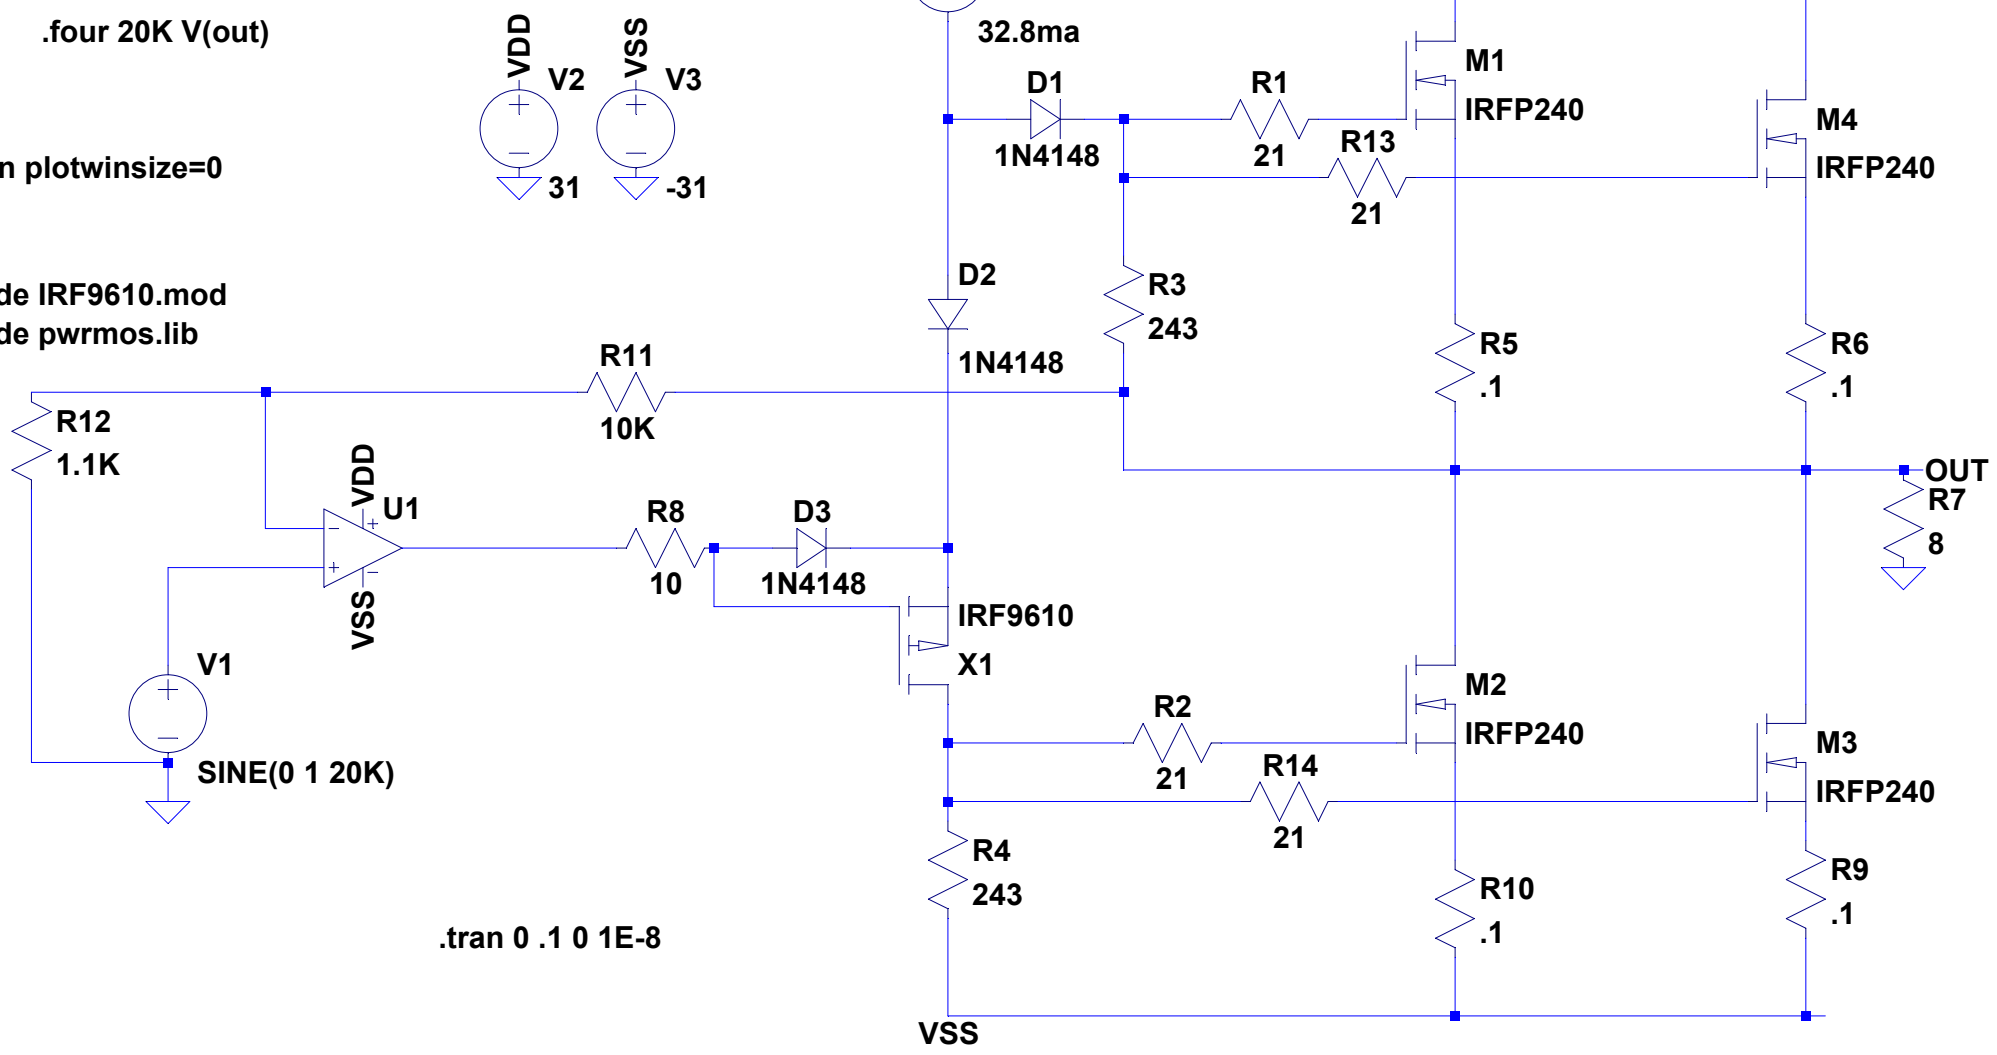 .four 20K V(out)
VDD
V2
31
VSS
V3
-31
n plotwinsize=0
de IRF9610.mod
de pwrmos.lib
32.8ma
D1
1N4148
R1
21
R13
21
M1
IRFP240
M4
IRFP240
D2
1N4148
R3
243
R5
.1
R6
.1
R11
10K
R12
1.1K
VDD
U1
VSS
R8
10
D3
1N4148
OUT
R7
8
IRF9610
X1
V1
SINE(0 1 20K)
R2
21
R14
21
M2
IRFP240
M3
IRFP240
R4
243
R10
.1
R9
.1
.tran 0 .1 0 1E-8
VSS